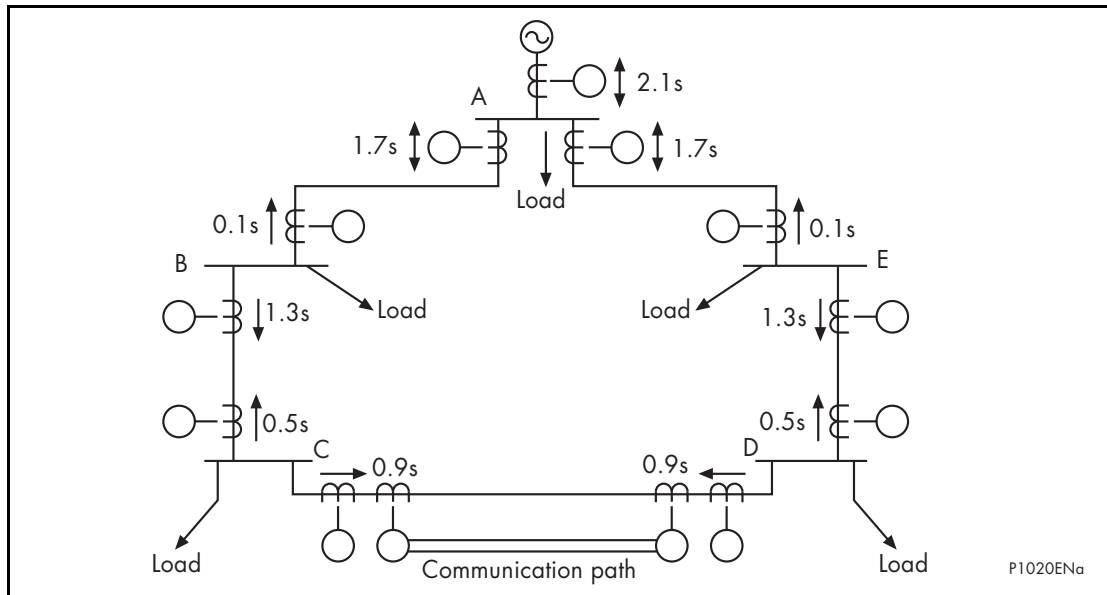 2.1s
A
1.7s
1.7s
Load
0.1s
0.1s
B
E
Load
Load
1.3s
1.3s
0.5s
0.5s
C
D
0.9s
0.9s
Load
Load
Communication path
P1020ENa